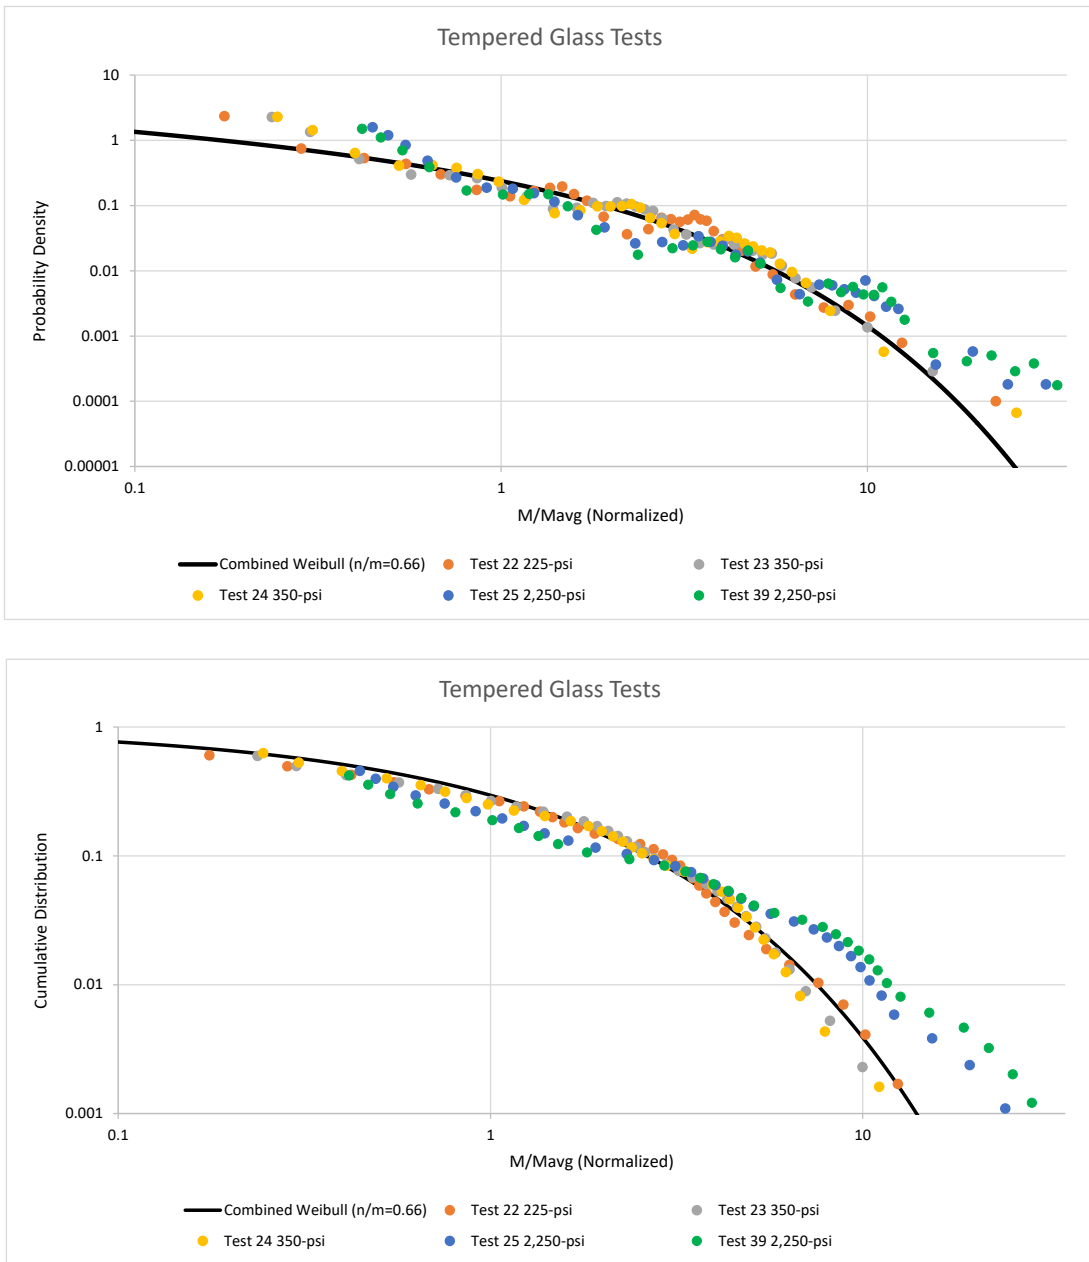 Tempered Glass Tests
10
1
0.1
0.01
0.001
0.0001
0.00001
0.1 1 10
Probability Density
M/Mavg (Normalized)
Combined Weibull (n/m=0.66) Test 22 225-psi Test 23 350-psi
Test 24 350-psi Test 25 2,250-psi Test 39 2,250-psi
Tempered Glass Tests
1
0.1
0.01
0.001
0.1 1 10
Cumulative Distribution
M/Mavg (Normalized)
Combined Weibull (n/m=0.66) Test 22 225-psi Test 23 350-psi
Test 24 350-psi Test 25 2,250-psi Test 39 2,250-psi